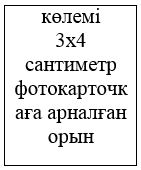 көлемі
3х4
сантиметр
фотокарточк
аға арналған
орын